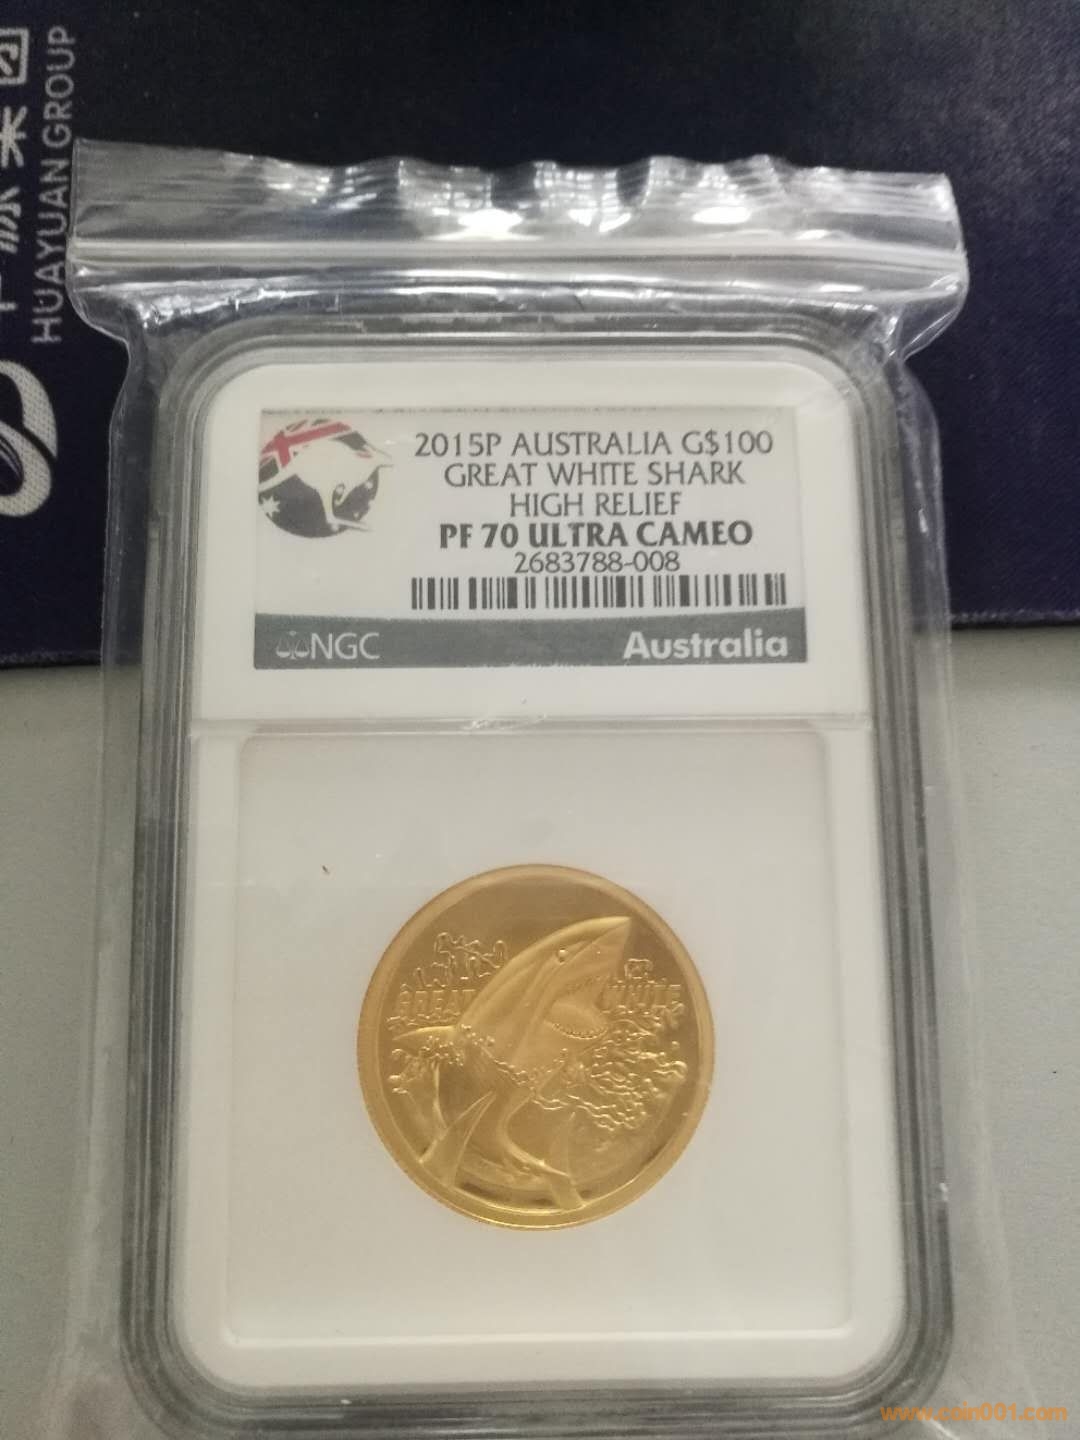 HUAYUAN GROUP
2015P AUSTRALIA G$100
GREAT WHITE SHARK
HIGH RELIEF
PF 70 ULTRA CAMEO
2683788-008
NGC
Australia
GREAT WHITE
www.coin001.com